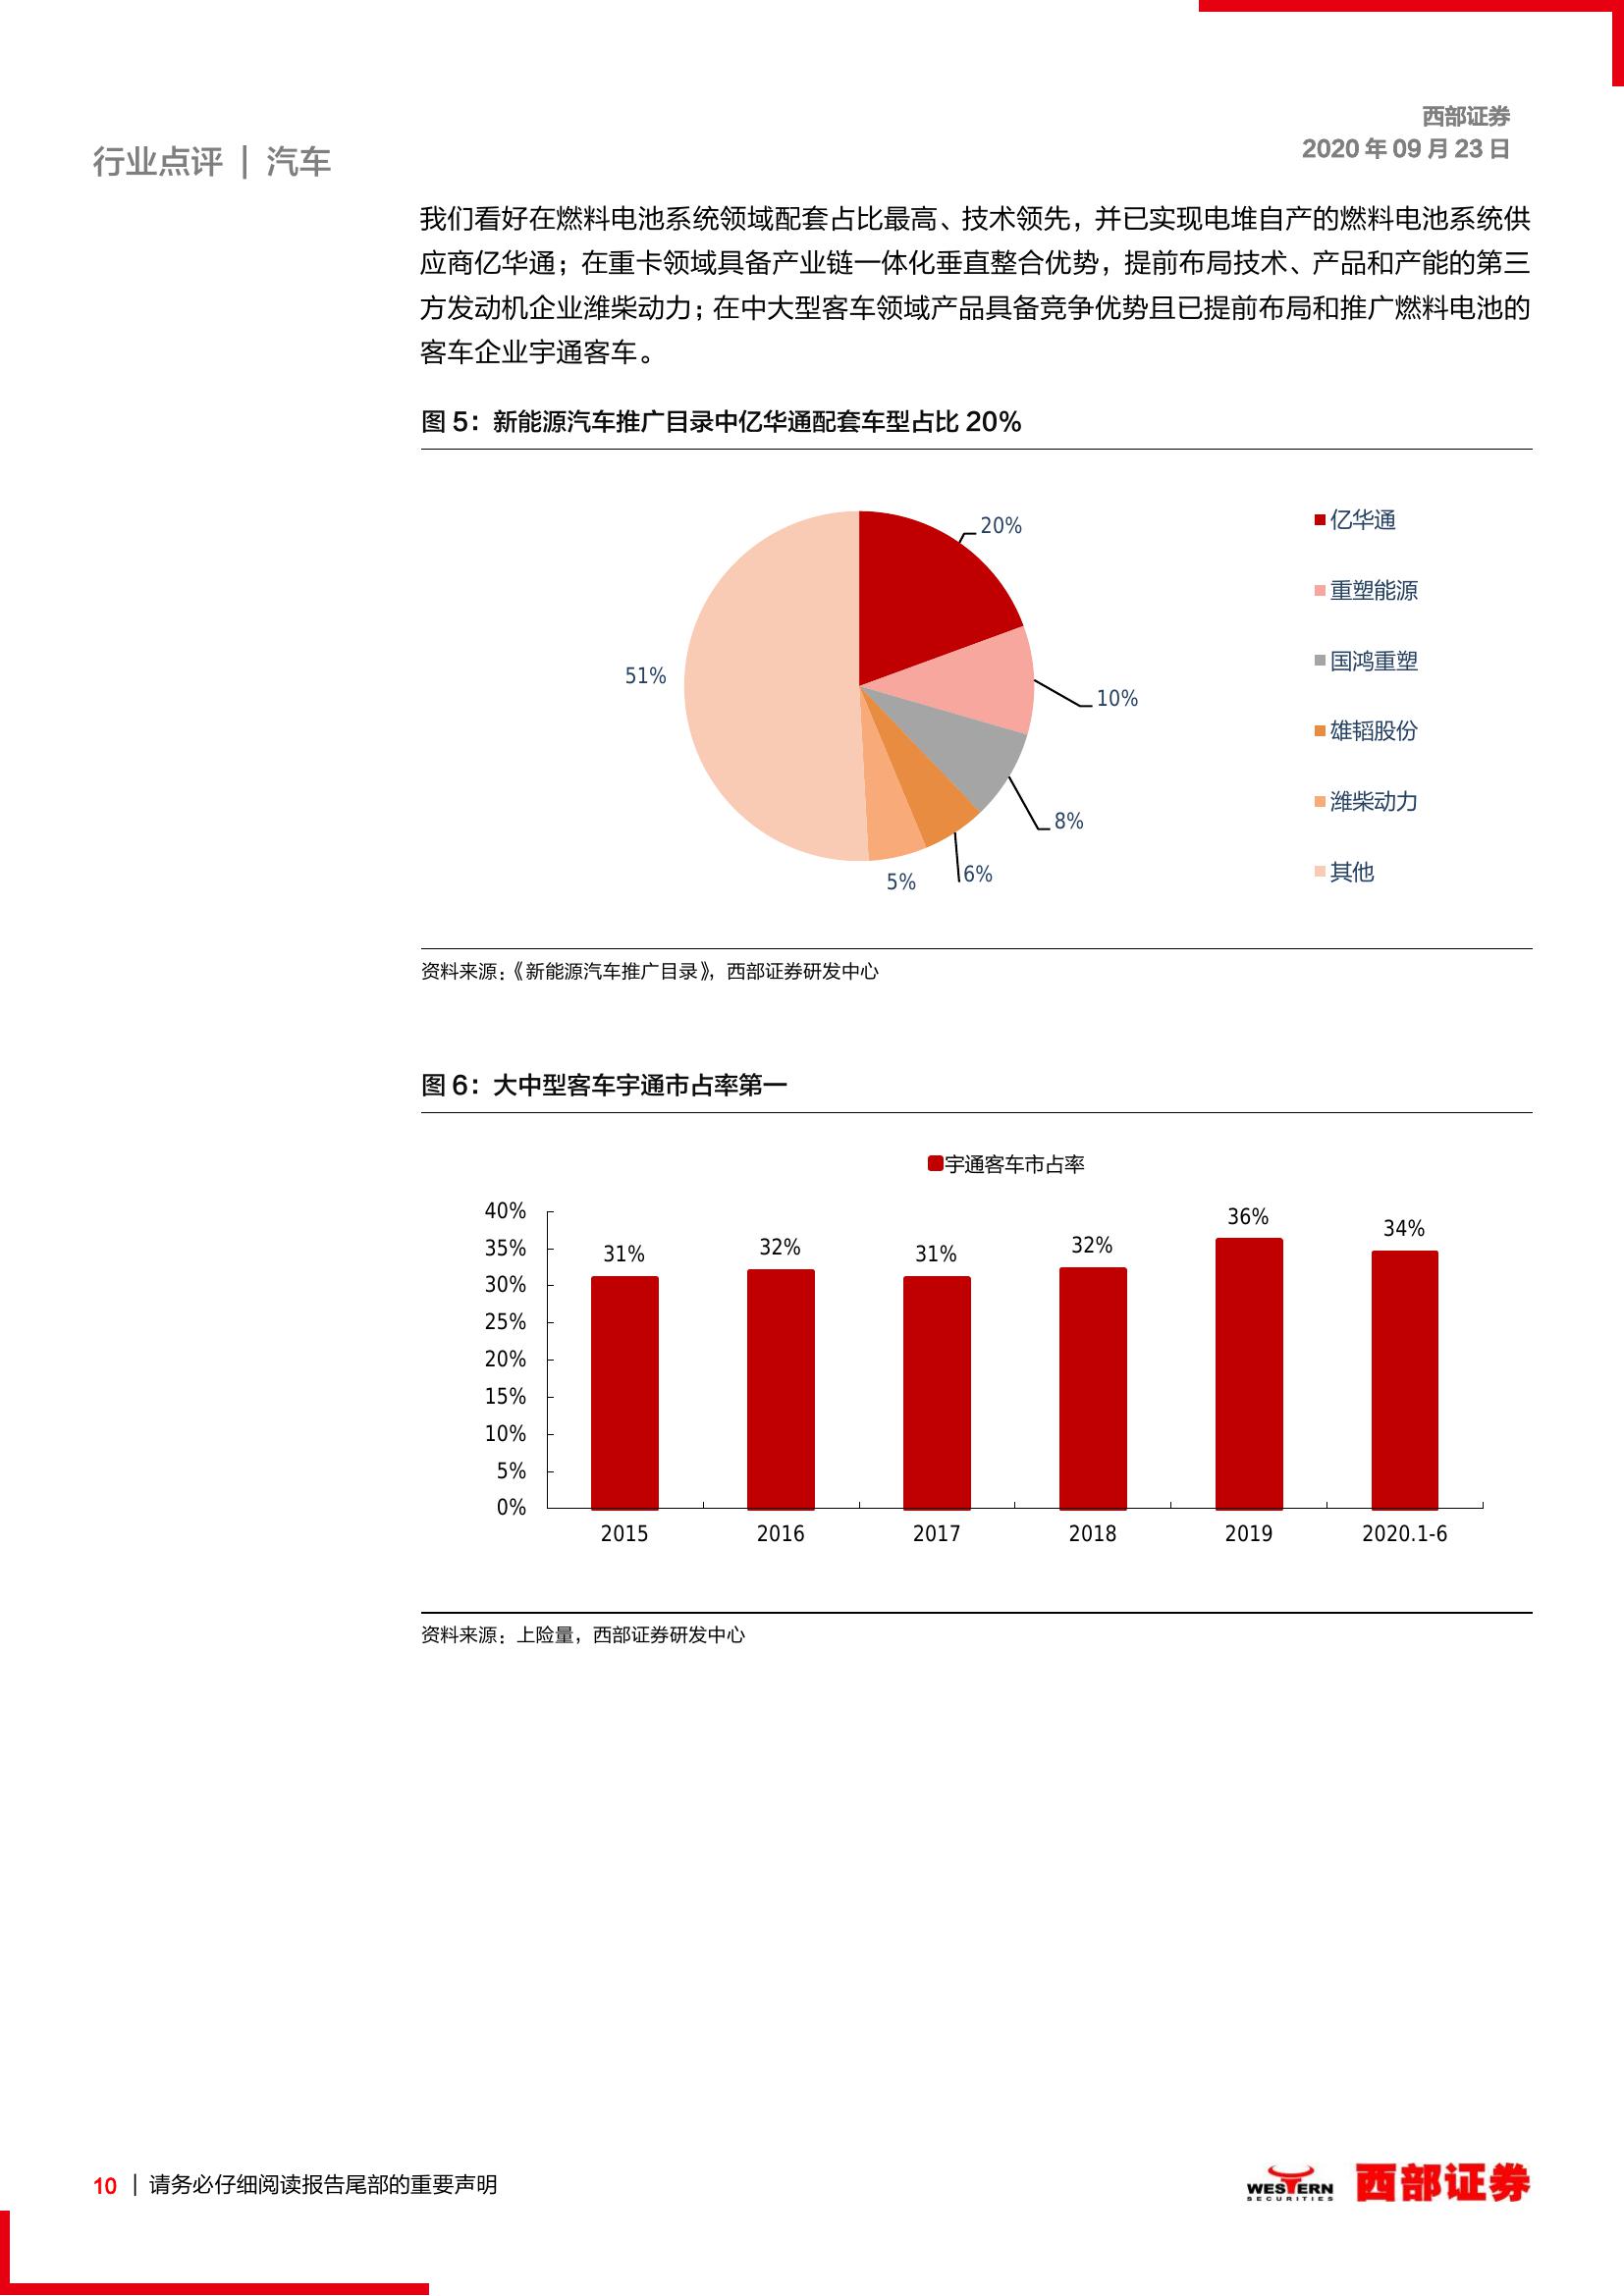 西部证券
2020 年 09 月 23 日
行业点评 | 汽车
我们看好在燃料电池系统领域配套占比最高、技术领先，并已实现电堆自产的燃料电池系统供
应商亿华通；在重卡领域具备产业链一体化垂直整合优势，提前布局技术、产品和产能的第三
方发动机企业潍柴动力；在中大型客车领域产品具备竞争优势且已提前布局和推广燃料电池的
客车企业宇通客车。
图 5：新能源汽车推广目录中亿华通配套车型占比 20%
20%
10%
8%
6%
5%
51%
亿华通
重塑能源
国鸿重塑
雄韬股份
潍柴动力
其他
资料来源：《新能源汽车推广目录》，西部证券研发中心
图 6：大中型客车宇通市占率第一
宇通客车市占率
40%
35%
30%
25%
20%
15%
10%
5%
0%
31%
32%
31%
32%
36%
34%
2015
2016
2017
2018
2019
2020.1-6
资料来源：上险量，西部证券研发中心
10 | 请务必仔细阅读报告尾部的重要声明
WESTERN
SECURITIES
西部证券